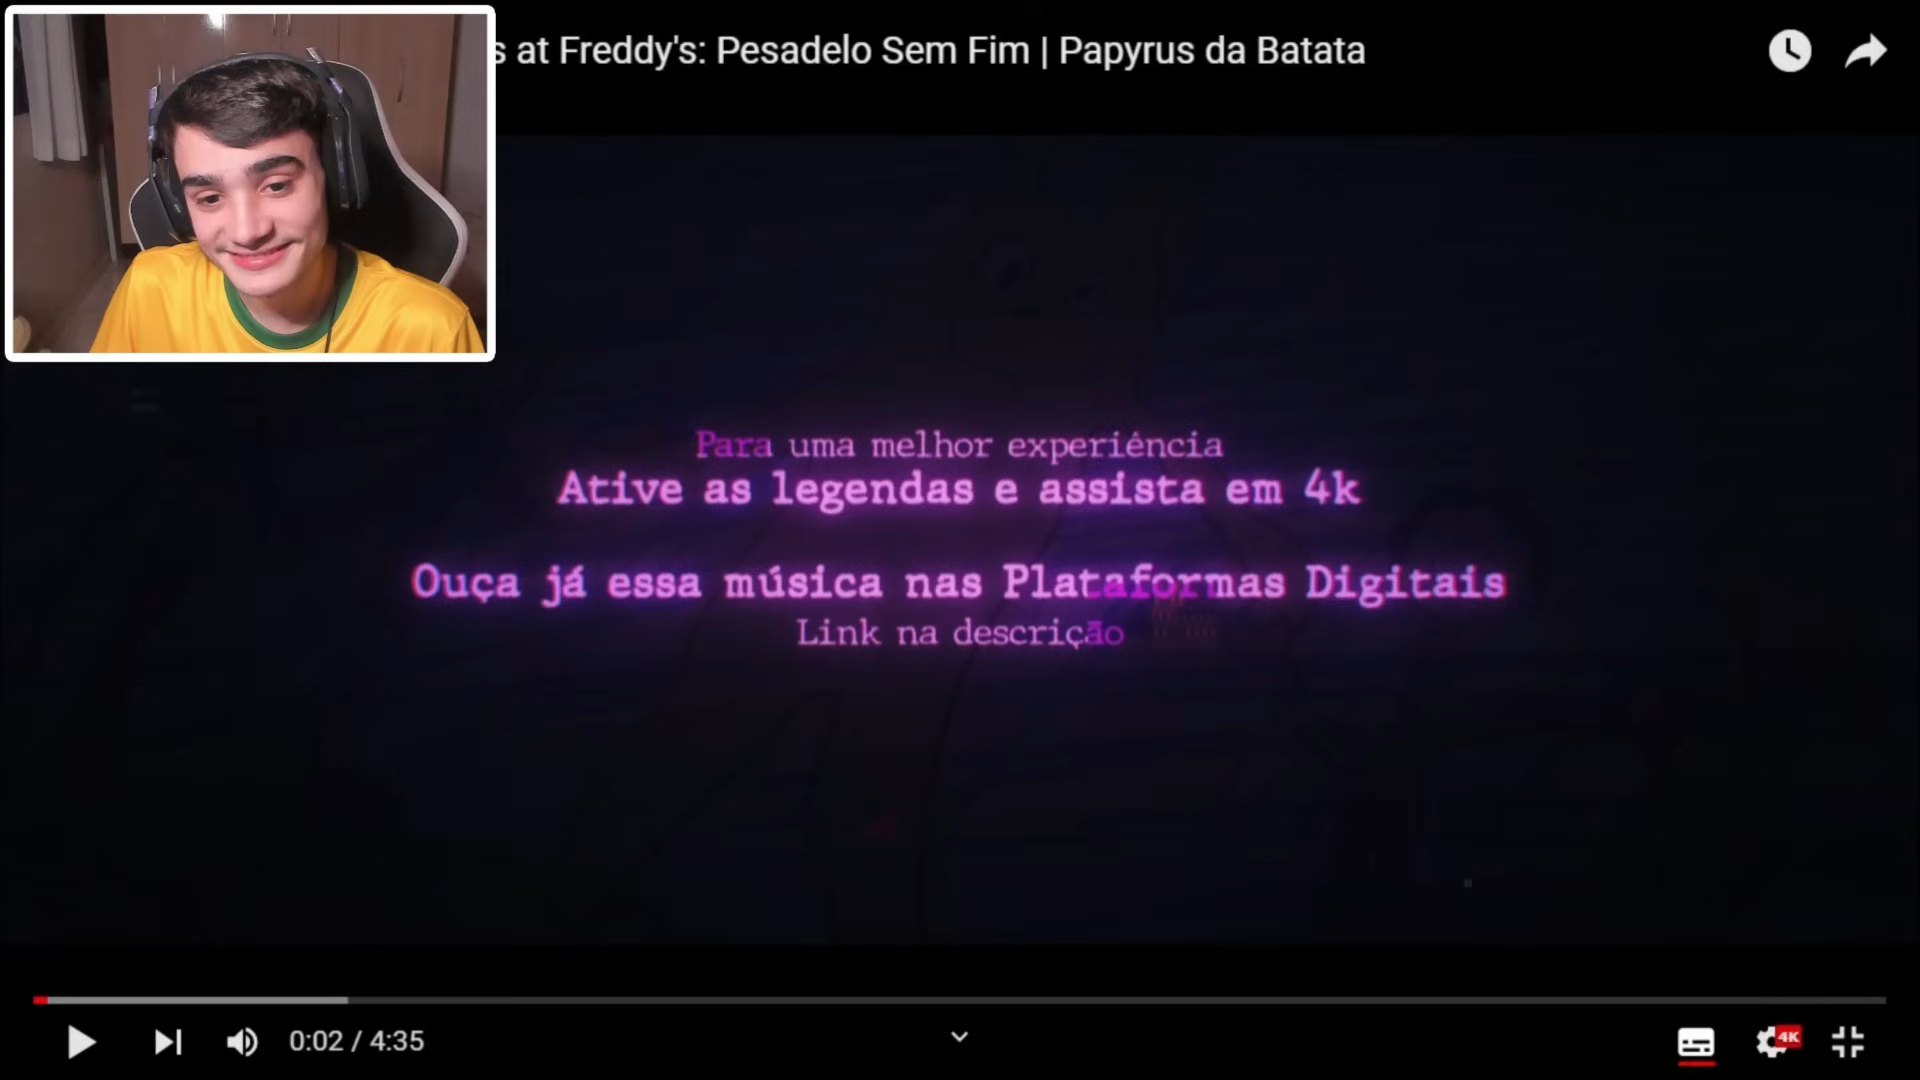 s at Freddy's: Pesadelo Sem Fim | Papyrus da Batata
Para uma melhor experiência
Ative as legendas e assista em 4k
Ouça já essa música nas Plataformas Digitais
Link na descrição
0:02 / 4:35
4K